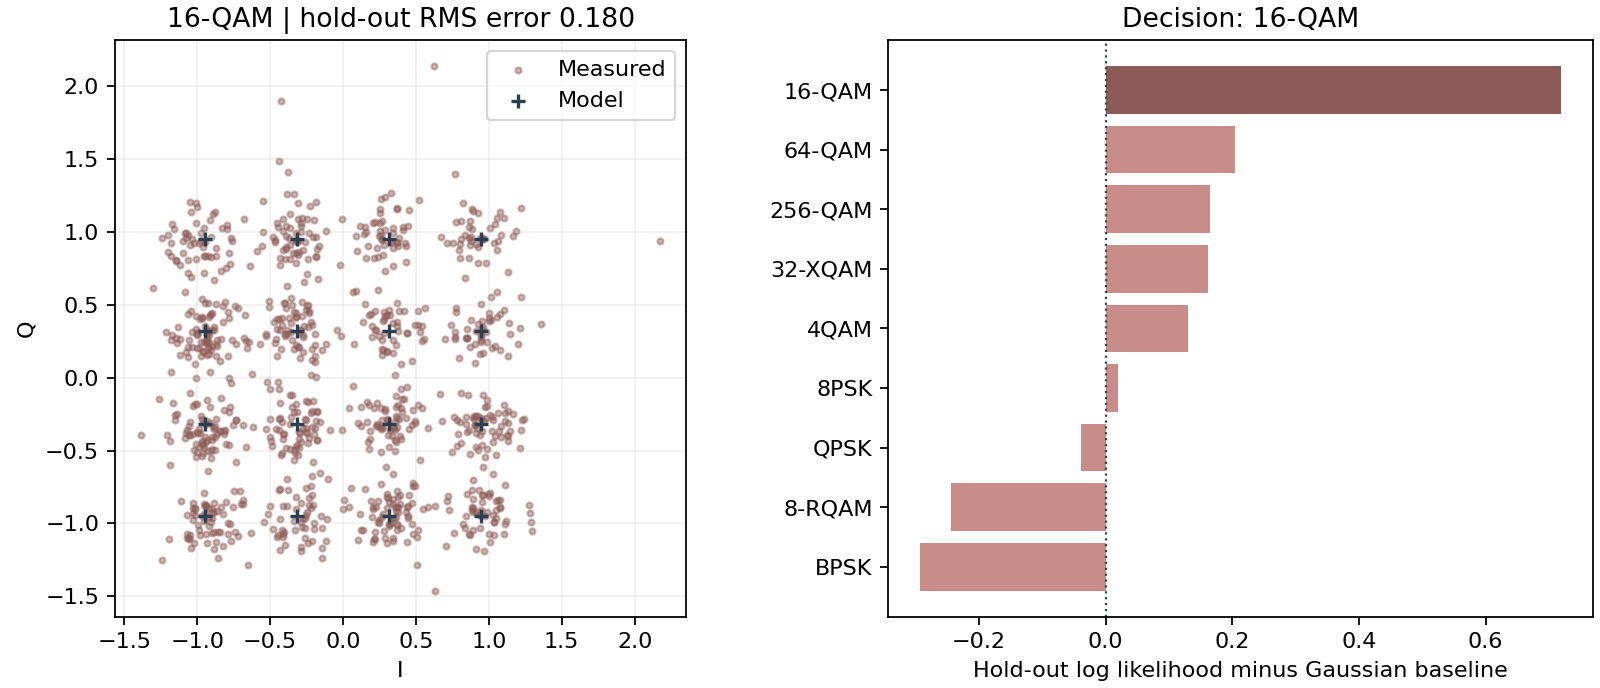 16-QAM | hold-out RMS error 0.180
Measured
Model
2.0
1.5
1.0
0.5
0.0
−0.5
−1.0
−1.5
Q
−1.5 −1.0 −0.5 0.0 0.5 1.0 1.5 2.0
I
Decision: 16-QAM
16-QAM
64-QAM
256-QAM
32-XQAM
4QAM
8PSK
QPSK
8-RQAM
BPSK
−0.2 0.0 0.2 0.4 0.6
Hold-out log likelihood minus Gaussian baseline